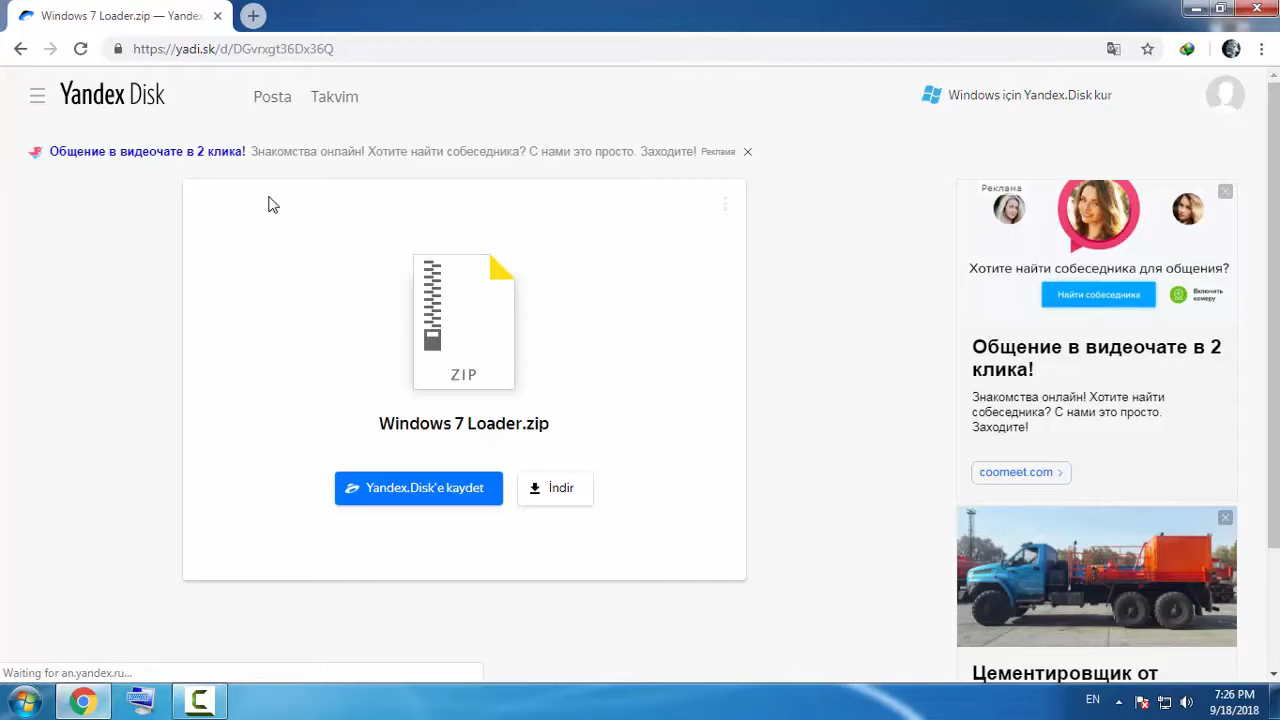 Windows 7 Loader.zip — Yandex
https://yadi.sk/d/DGvrxgt36Dx36Q
Yandex Disk
Posta
Takvim
Windows için Yandex.Disk kur
Общение в видеочате в 2 клика! Знакомства онлайн! Хотите найти собеседника? С нами это просто. Заходите! Реклама
ZIP
Windows 7 Loader.zip
Yandex.Disk'e kaydet
İndir
Реклама
Хотите найти собеседника для общения?
Найти собеседника
Включить
камеру
Общение в видеочате в 2
клика!
Знакомства онлайн! Хотите найти
собеседника? С нами это просто.
Заходите!
coomeet.com
Цементировщик от
Waiting for an.yandex.ru...
EN
7:26 PM
9/18/2018